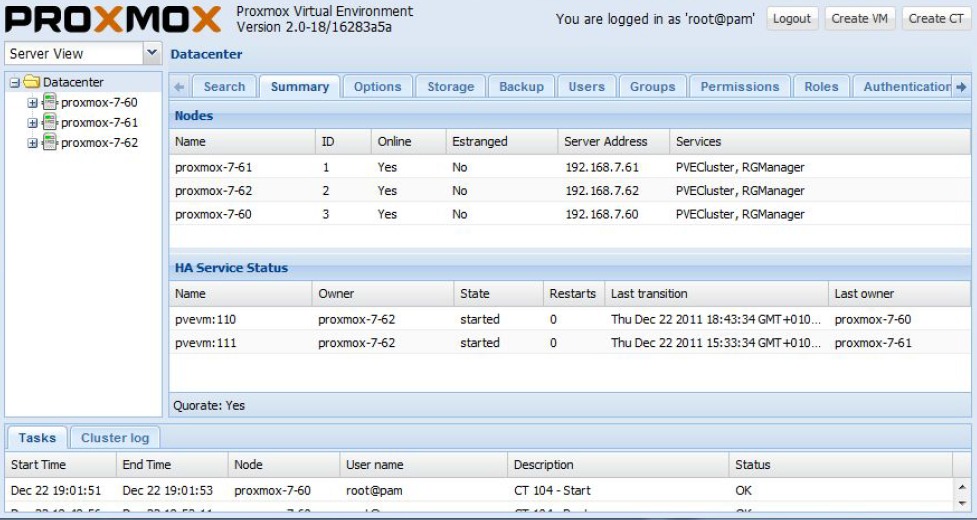 PROXMOX Proxmox Virtual Environment
Version 2.0-18/16283a5a
You are logged in as 'root@pam' Logout Create VM Create CT
Server View
Datacenter
proxmox-7-60
proxmox-7-61
proxmox-7-62
Datacenter
Search Summary Options Storage Backup Users Groups Permissions Roles Authentication
Nodes
Name ID Online Estranged Server Address Services
proxmox-7-61 1 Yes No 192.168.7.61 PVECluster, RGManager
proxmox-7-62 2 Yes No 192.168.7.62 PVECluster, RGManager
proxmox-7-60 3 Yes No 192.168.7.60 PVECluster, RGManager
HA Service Status
Name Owner State Restarts Last transition Last owner
pvevm:110 proxmox-7-62 started 0 Thu Dec 22 2011 18:43:34 GMT+010... proxmox-7-60
pvevm:111 proxmox-7-62 started 0 Thu Dec 22 2011 15:33:34 GMT+010... proxmox-7-61
Quorate: Yes
Tasks Cluster log
Start Time End Time Node User name Description Status
Dec 22 19:01:51 Dec 22 19:01:53 proxmox-7-60 root@pam CT 104 - Start OK